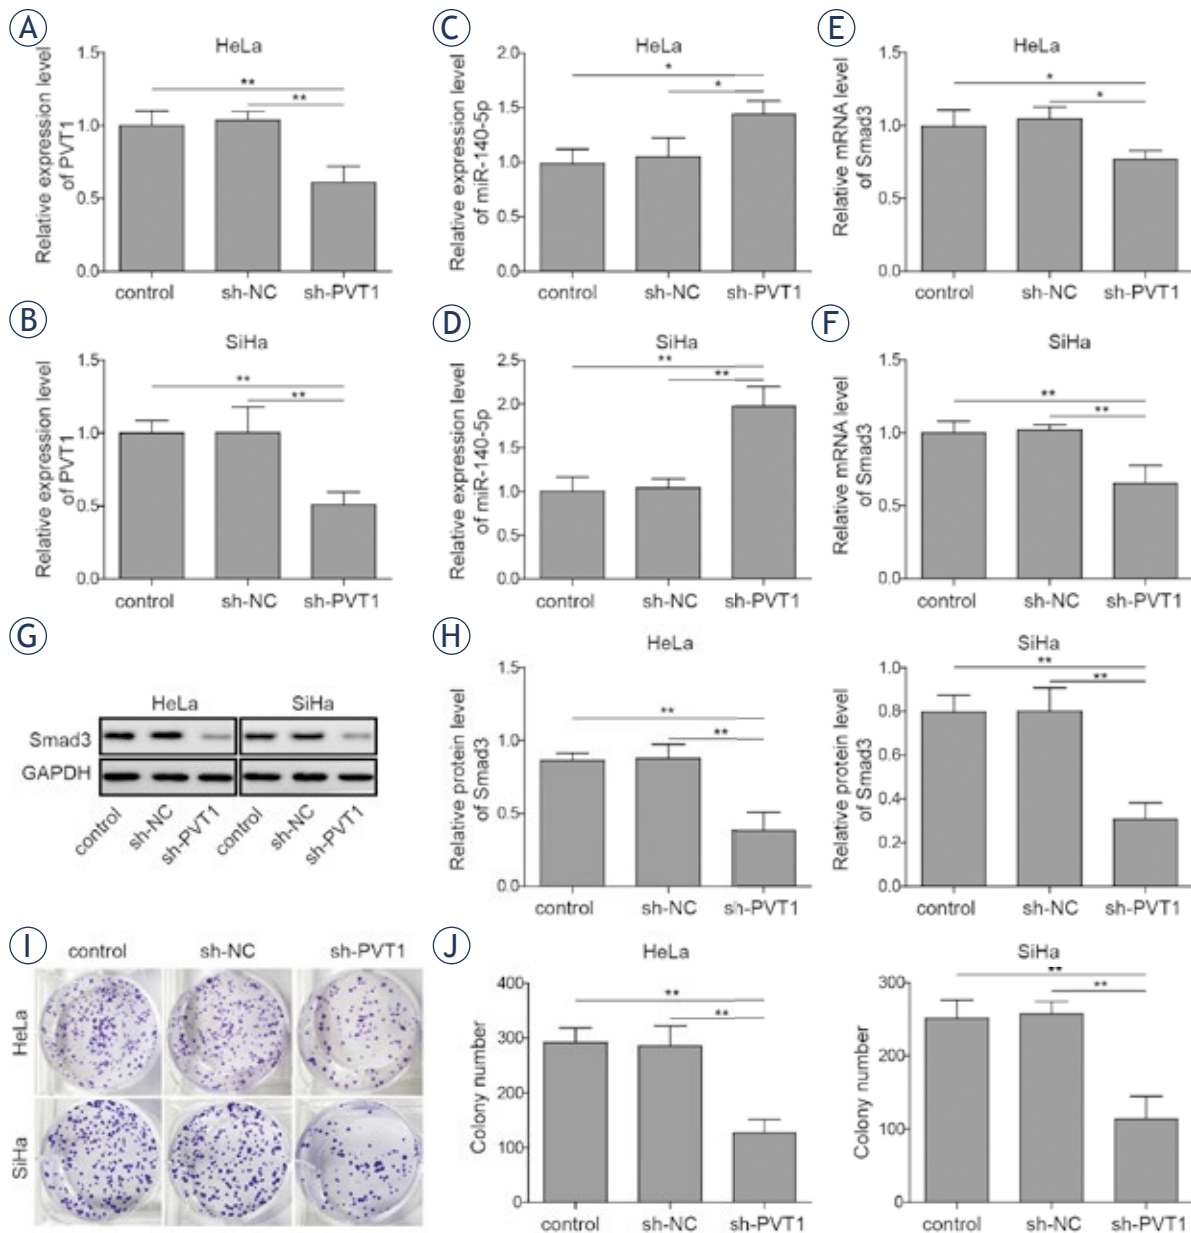 A
HeLa
Relative expression level
of PVT1
1.5
1.0
0.5
0.0
**
**
control sh-NC sh-PVT1
C
HeLa
Relative expression level
of miR-140-5p
2.0
1.5
1.0
0.5
0.0
*
*
control sh-NC sh-PVT1
E
HeLa
Relative mRNA level
of Smad3
1.5
1.0
0.5
0.0
*
*
control sh-NC sh-PVT1
B
SiHa
Relative expression level
of PVT1
1.5
1.0
0.5
0.0
**
**
control sh-NC sh-PVT1
D
SiHa
Relative expression level
of miR-140-5p
2.5
2.0
1.5
1.0
0.5
0.0
**
**
control sh-NC sh-PVT1
F
SiHa
Relative mRNA level
of Smad3
1.5
1.0
0.5
0.0
**
**
control sh-NC sh-PVT1
G
HeLa SiHa
Smad3
GAPDH
control sh-NC sh-PVT1 control sh-NC sh-PVT1
H
HeLa
Relative protein level
of Smad3
1.5
1.0
0.5
0.0
**
**
control sh-NC sh-PVT1
SiHa
Relative protein level
of Smad3
1.0
0.8
0.6
0.4
0.2
0.0
**
**
control sh-NC sh-PVT1
I
control sh-NC sh-PVT1
HeLa
SiHa
J
HeLa
Colony number
400
300
200
100
0
**
**
control sh-NC sh-PVT1
SiHa
Colony number
300
200
100
0
**
**
control sh-NC sh-PVT1